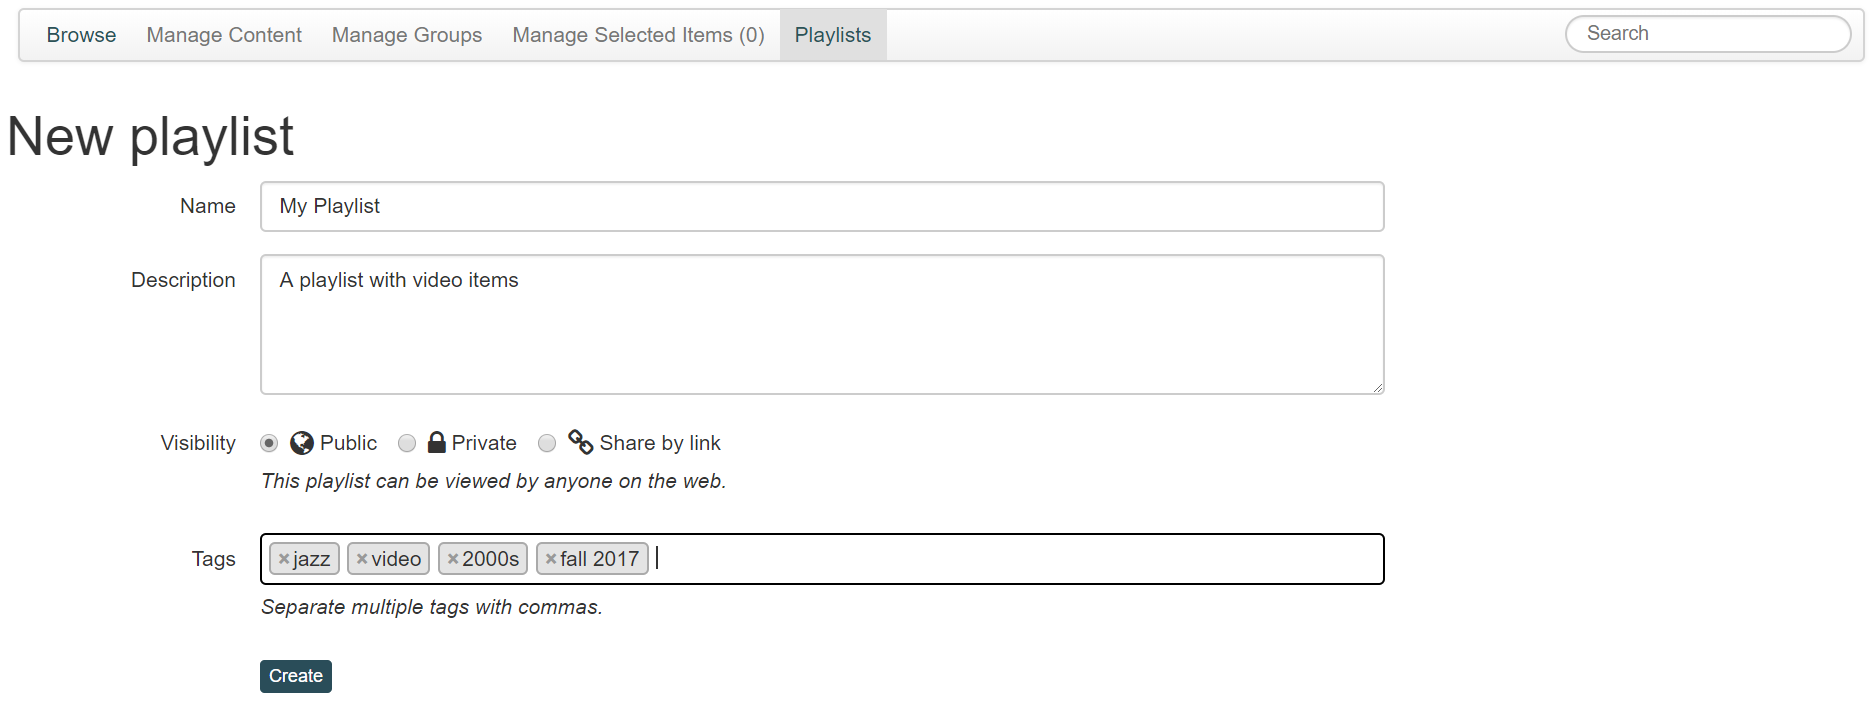 Browse Manage Content Manage Groups Manage Selected Items (0) Playlists Search
New playlist
Name My Playlist
Description A playlist with video items
Visibility Public Private Share by link
This playlist can be viewed by anyone on the web.
Tags ×jazz ×video ×2000s ×fall 2017
Separate multiple tags with commas.
Create